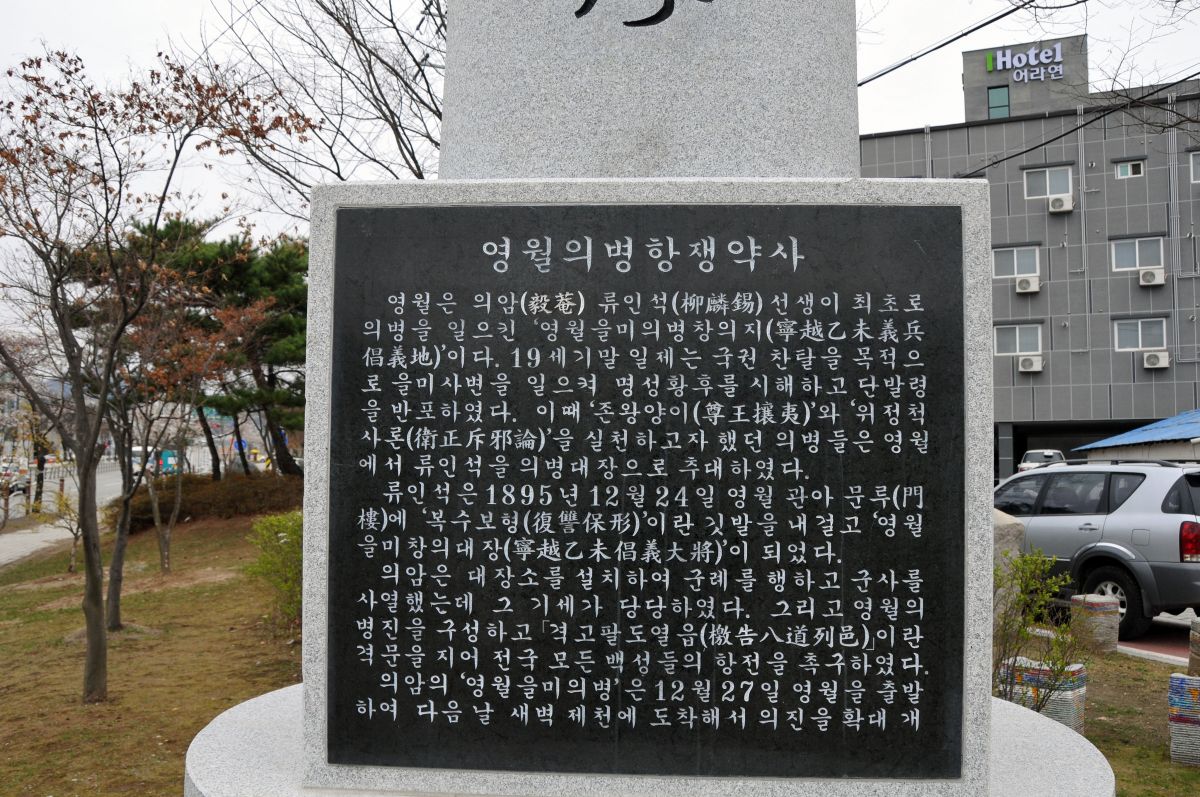 iHotel
어라연
영월의병항쟁약사
영월은 의암(毅菴) 류인석(柳麟錫) 선생이 최초로
의병을 일으킨 '영월을미의병창의지(寧越乙未義兵
倡義地)'이다. 19세기말 일제는 국권 찬탈을 목적으
로 을미사변을 일으켜 명성황후를 시해하고 단발령
을 반포하였다. 이때 '존왕양이(尊王攘夷)'와 '위정척
사론(衛正斥邪論)'을 실천하고자 했던 의병들은 영월
에서 류인석을 의병대장으로 추대하였다.
류인석은 1895년 12월 24일 영월 관아 문루(門
樓)에 '복수보형(復讐保形)'이란 깃발을 내걸고 '영월
을미창의대장(寧越乙未倡義大將)'이 되었다.
의암은 대장소를 설치하여 군례를 행하고 군사를
사열했는데 그 기세가 당당하였다. 그리고 영월의
병진을 구성하고「격고팔도열읍(檄告八道列邑)」이란
격문을 지어 전국 모든 백성들의 항전을 촉구하였다.
의암의 '영월을미의병'은 12월 27일 영월을 출발
하여 다음 날 새벽 제천에 도착해서 의진을 확대 개